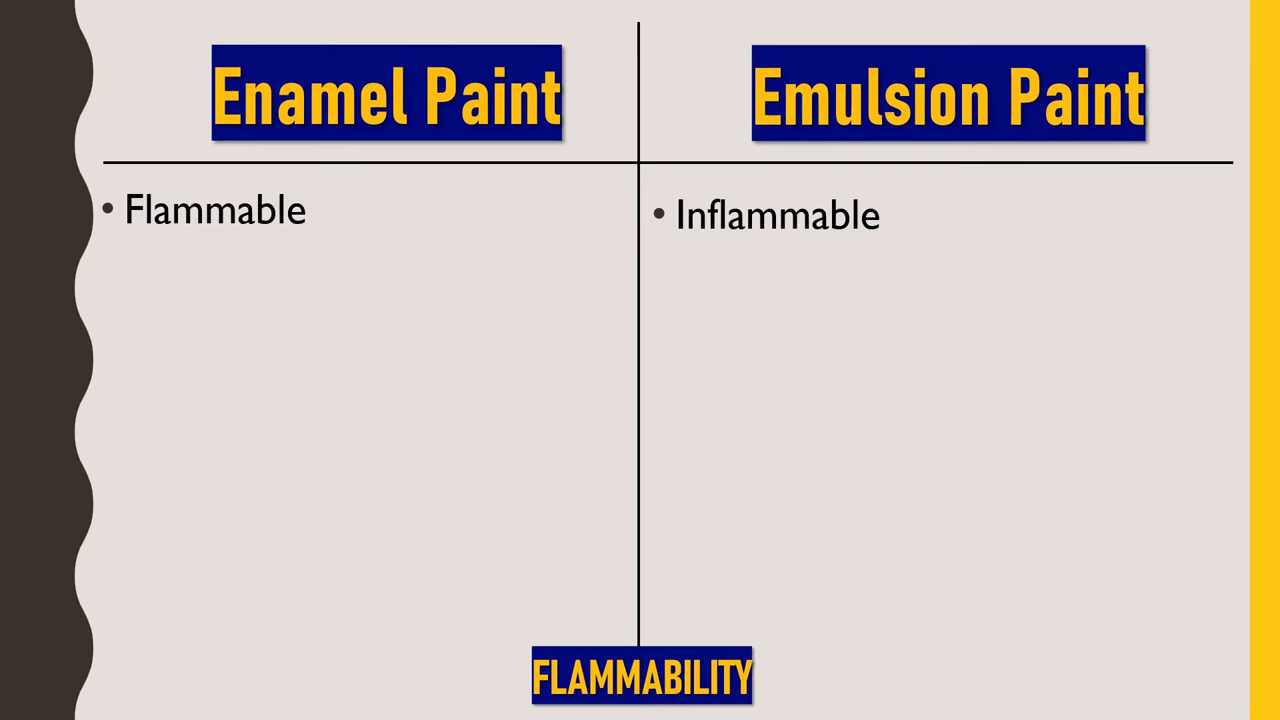 Enamel Paint
Emulsion Paint
• Flammable
• Inflammable
FLAMMABILITY